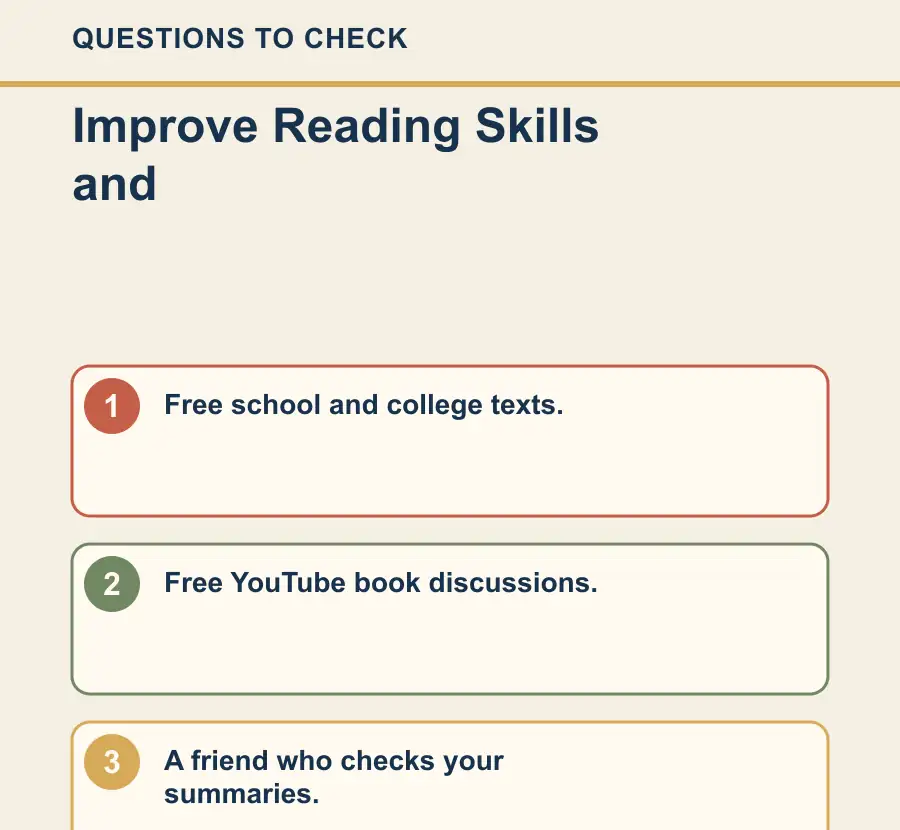 QUESTIONS TO CHECK
Improve Reading Skills
and
1 Free school and college texts.
2 Free YouTube book discussions.
3 A friend who checks your
summaries.